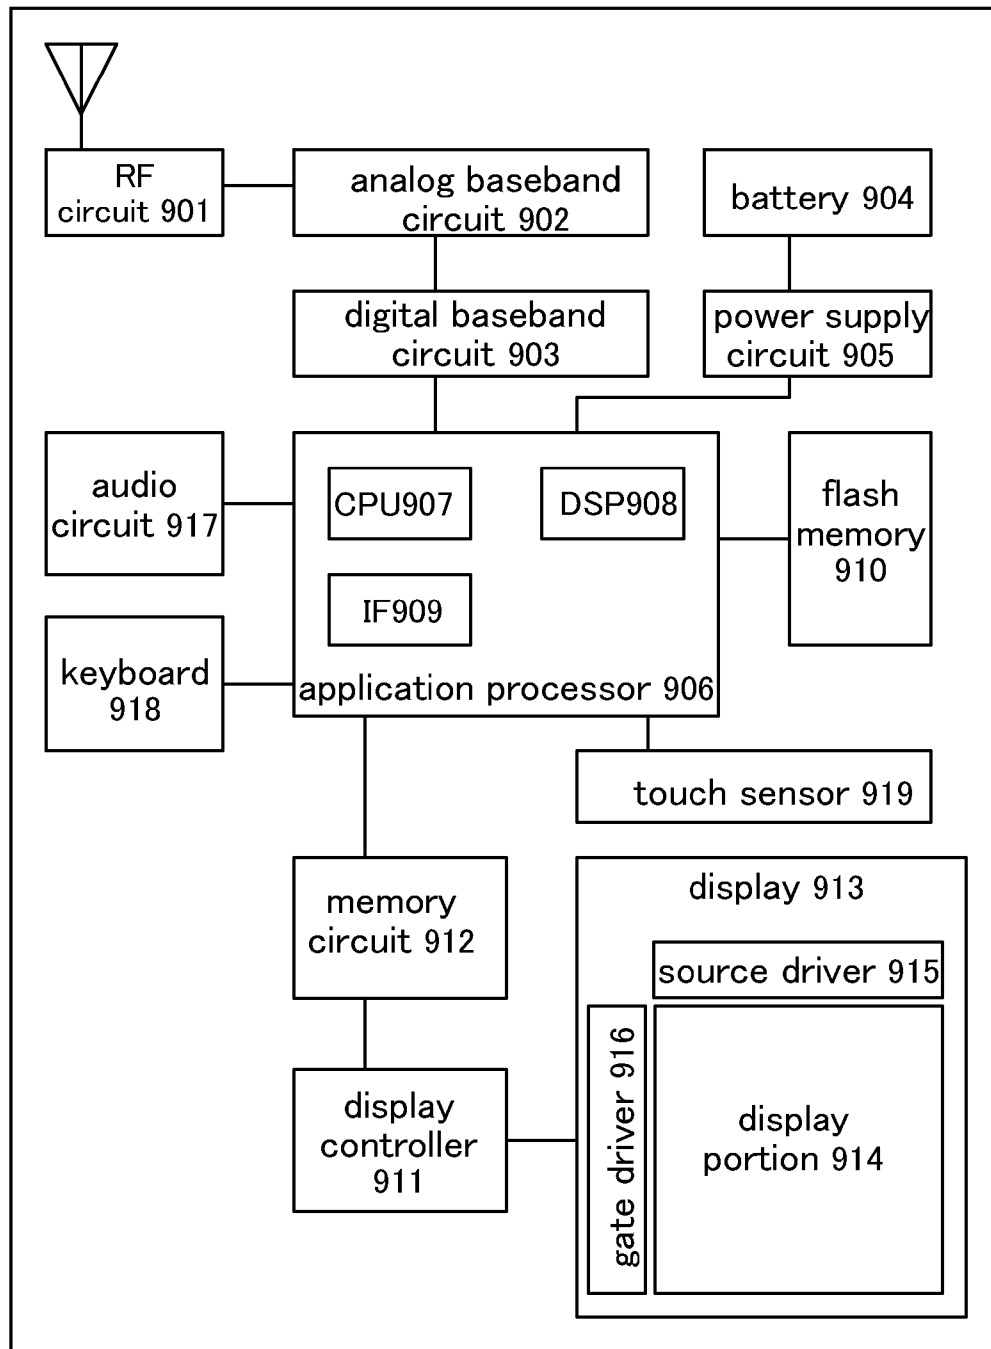 RF
circuit 901
analog baseband
circuit 902
battery 904
digital baseband
circuit 903
power supply
circuit 905
audio
circuit 917
CPU907
DSP908
flash
memory
910
IF909
keyboard
918
application processor 906
touch sensor 919
memory
circuit 912
display 913
source driver 915
gate driver 916
display
portion 914
display
controller
911